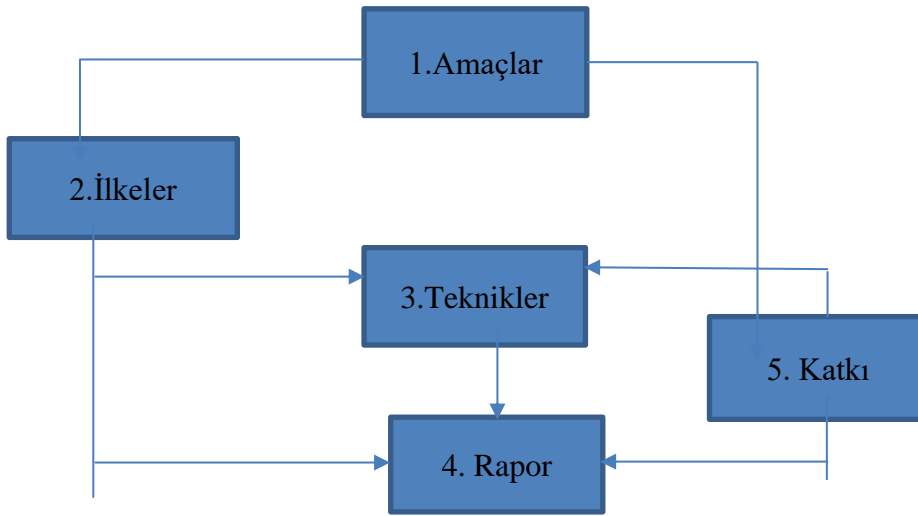 1.Amaçlar
2.İlkeler
3.Teknikler
4. Rapor
5. Katkı